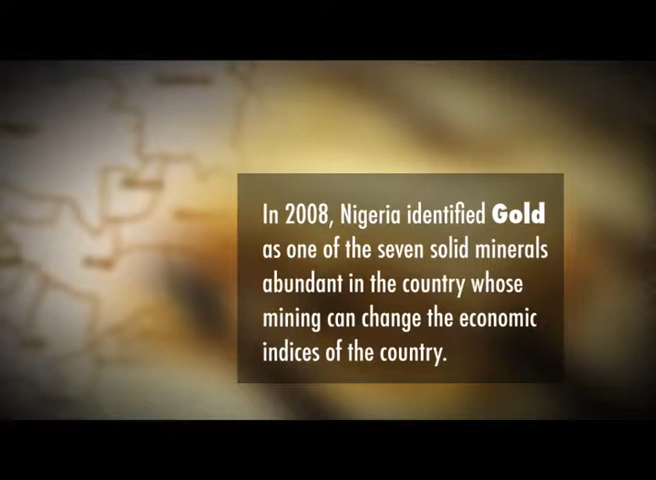 In 2008, Nigeria identified Gold
as one of the seven solid minerals
abundant in the country whose
mining can change the economic
indices of the country.